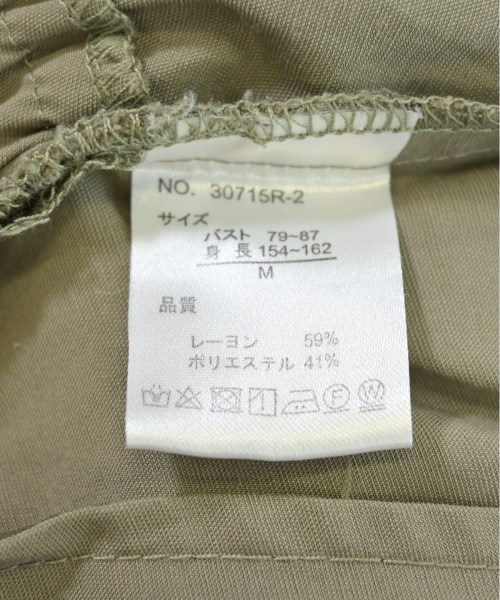 NO. 30715R-2
サイズ
バスト 79~87
身 長 154~162
M
品質
レーヨン 59%
ポリエステル 41%
F W